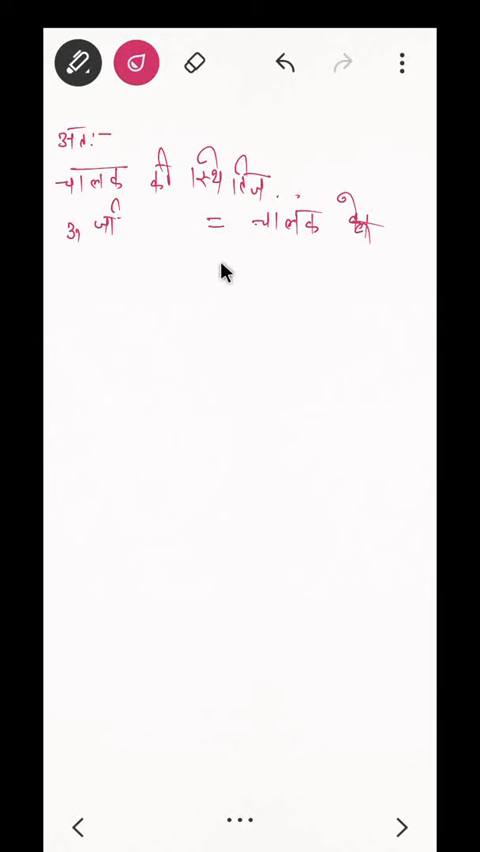 अतः-
चालक की स्थितिज
ऊर्जा = चालक को